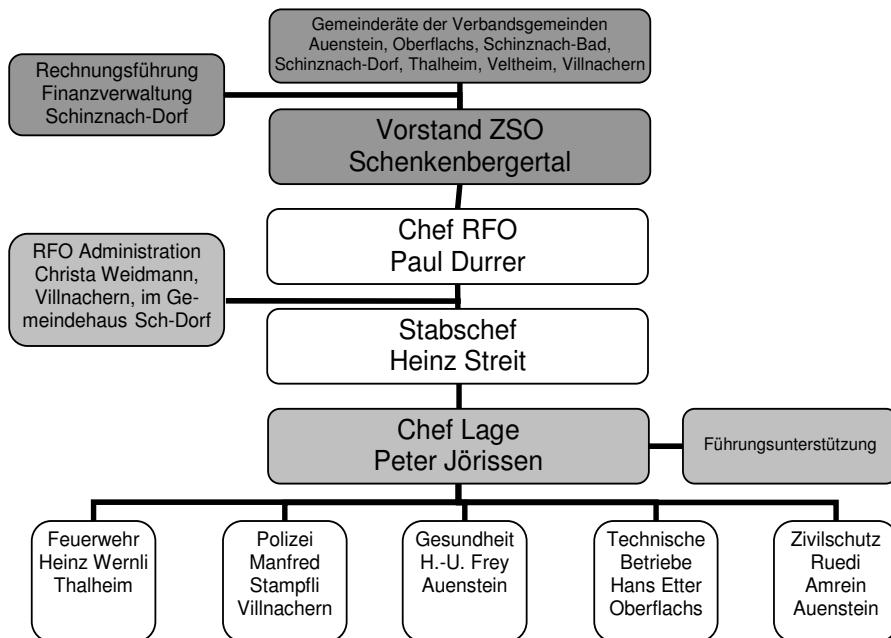 Gemeinderäte der Verbandsgemeinden
Auenstein, Oberflachs, Schinznach-Bad,
Schinznach-Dorf, Thalheim, Veltheim, Villnachern
Rechnungsführung
Finanzverwaltung
Schinznach-Dorf
Vorstand ZSO
Schenkenbergertal
Chef RFO
Paul Durrer
RFO Administration
Christa Weidmann,
Villnachern, im Ge-
meindehaus Sch-Dorf
Stabschef
Heinz Streit
Chef Lage
Peter Jörissen
Führungsunterstützung
Feuerwehr
Heinz Wernli
Thalheim
Polizei
Manfred
Stampfli
Villnachern
Gesundheit
H.-U. Frey
Auenstein
Technische
Betriebe
Hans Etter
Oberflachs
Zivilschutz
Ruedi
Amrein
Auenstein